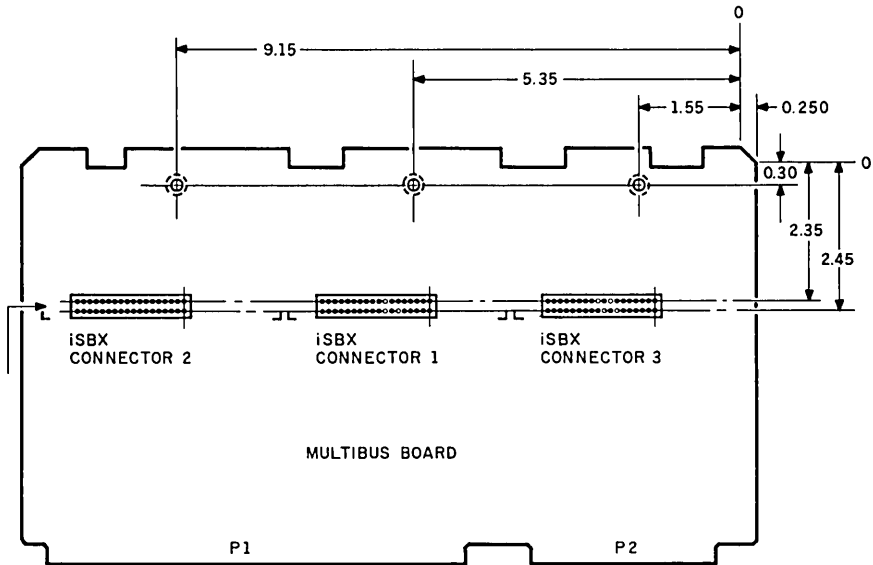 0
9.15
5.35
1.55
0.250
0
0.30
2.35
2.45
iSBX
CONNECTOR 2
iSBX
CONNECTOR 1
iSBX
CONNECTOR 3
MULTIBUS BOARD
P1
P2